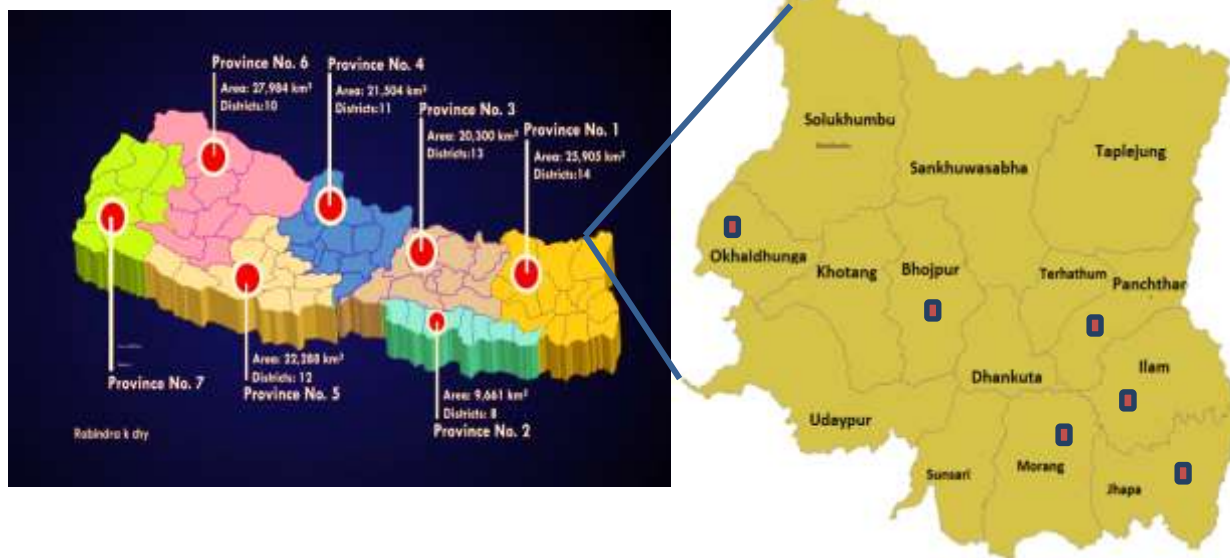 Province No. 6
Area: 27,984 km²
Districts:10
Province No. 4
Area: 21,504 km²
Districts:11
Province No. 3
Area: 20,300 km²
Districts:13
Province No. 1
Area: 25,905 km²
Districts:14
Province No. 7
Area: 22,288 km²
Districts: 12
Province No. 5
Area: 9,661 km²
Districts: 8
Province No. 2
Rabindra k dhy
Solukhumbu
Sankhuwasabha
Taplejung
Okhaldhunga
Khotang
Bhojpur
Terhathum
Panchthar
Dhankuta
Ilam
Udaypur
Sunsari
Morang
Jhapa